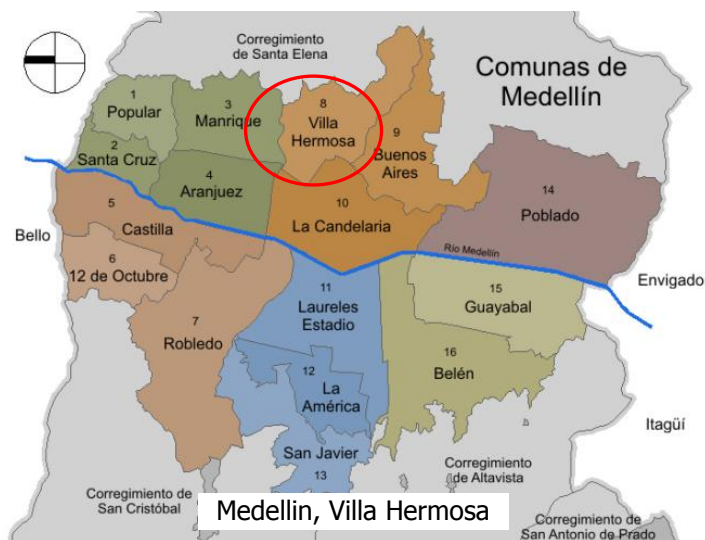 Corregimiento
de Santa Elena
Comunas de
Medellín
1
Popular
2
Santa Cruz
3
Manrique
4
Aranjuez
8
Villa
Hermosa
9
Buenos
Aires
10
La Candelaria
14
Poblado
5
Castilla
Bello
6
12 de Octubre
7
Robledo
Río Medellín
Envigado
11
Laureles
Estadio
15
Guayabal
16
Belén
12
La
América
San Javier
13
Itagüí
Corregimiento
de Altavista
Corregimiento de
San Cristóbal
Medellin, Villa Hermosa
Corregimiento de
San Antonio de Prado